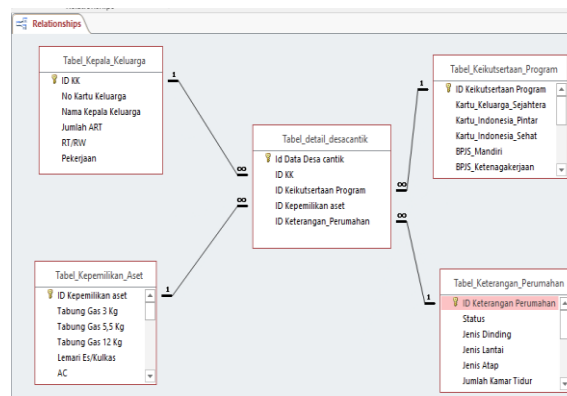 Relationships
Tabel_Kepala_Keluarga
ID KK
No Kartu Keluarga
Nama Kepala Keluarga
Jumlah ART
RT/RW
Pekerjaan
1
∞
Tabel_detail_desacantik
Id Data Desa cantik
ID KK
ID Keikutsertaan Program
ID Kepemilikan aset
ID Keterangan_Perumahan
Tabel_Keikutsertaan_Program
ID Keikutsertaan Program
Kartu_Keluarga_Sejahtera
Kartu_Indonesia_Pintar
Kartu_Indonesia_Sehat
BPJS_Mandiri
BPJS_Ketenagakerjaan
1
∞
Tabel_Kepemilikan_Aset
ID Kepemilikan aset
Tabung Gas 3 Kg
Tabung Gas 5,5 Kg
Tabung Gas 12 Kg
Lemari Es/Kulkas
AC
1
∞
Tabel_Keterangan_Perumahan
ID Keterangan Perumahan
Status
Jenis Dinding
Jenis Lantai
Jenis Atap
Jumlah Kamar Tidur
1
∞